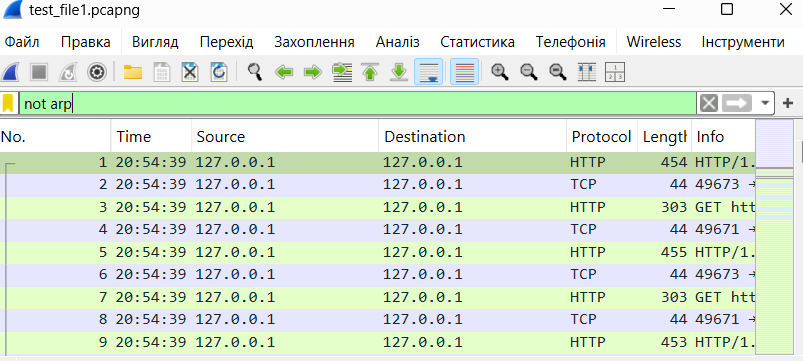 test_file1.pcapng
Файл Правка Вигляд Перехід Захоплення Аналіз Статистика Телефонія Wireless Інструменти
not arp
No. Time Source Destination Protocol Length Info
1 20:54:39 127.0.0.1 127.0.0.1 HTTP 454 HTTP/1.
2 20:54:39 127.0.0.1 127.0.0.1 TCP 44 49673 →
3 20:54:39 127.0.0.1 127.0.0.1 HTTP 303 GET htt
4 20:54:39 127.0.0.1 127.0.0.1 TCP 44 49671 →
5 20:54:39 127.0.0.1 127.0.0.1 HTTP 455 HTTP/1.
6 20:54:39 127.0.0.1 127.0.0.1 TCP 44 49673 →
7 20:54:39 127.0.0.1 127.0.0.1 HTTP 303 GET htt
8 20:54:39 127.0.0.1 127.0.0.1 TCP 44 49671 →
9 20:54:39 127.0.0.1 127.0.0.1 HTTP 453 HTTP/1.